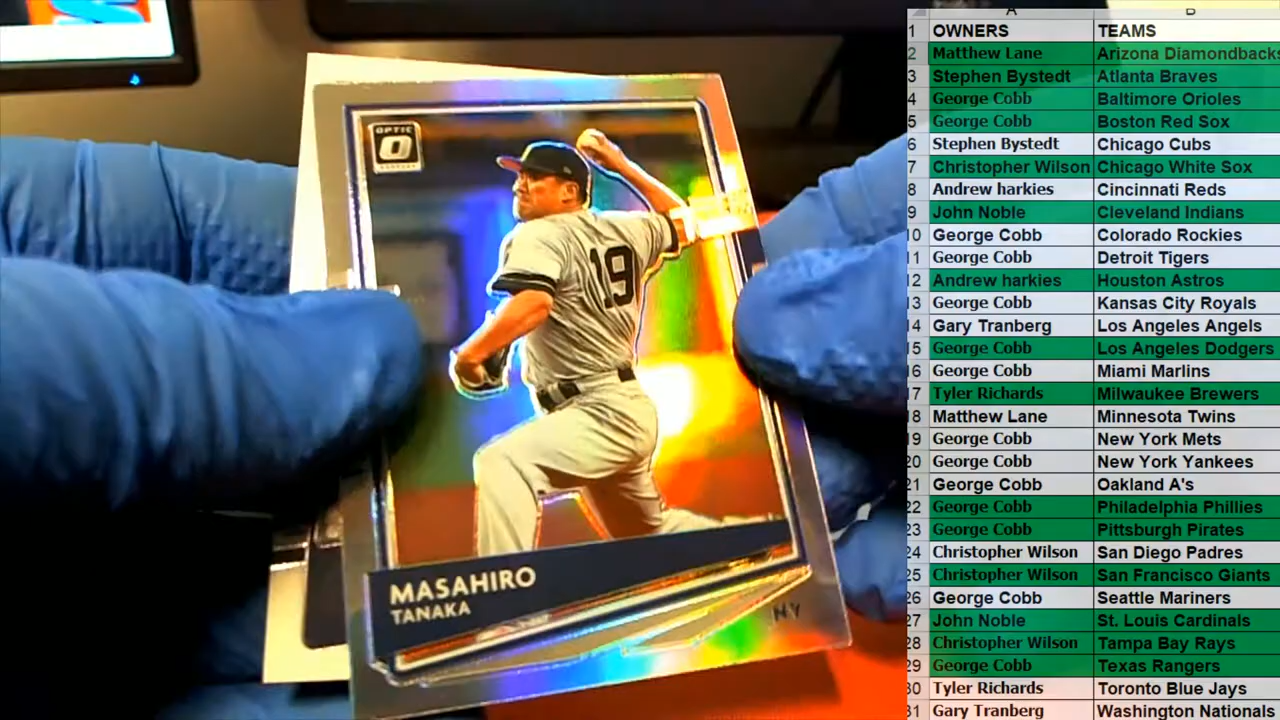 OPTIC
19
MASAHIRO
TANAKA
NY
A B
1 OWNERS TEAMS
2 Matthew Lane Arizona Diamondbacks
3 Stephen Bystedt Atlanta Braves
4 George Cobb Baltimore Orioles
5 George Cobb Boston Red Sox
6 Stephen Bystedt Chicago Cubs
7 Christopher Wilson Chicago White Sox
8 Andrew harkies Cincinnati Reds
9 John Noble Cleveland Indians
10 George Cobb Colorado Rockies
11 George Cobb Detroit Tigers
12 Andrew harkies Houston Astros
13 George Cobb Kansas City Royals
14 Gary Tranberg Los Angeles Angels
15 George Cobb Los Angeles Dodgers
16 George Cobb Miami Marlins
17 Tyler Richards Milwaukee Brewers
18 Matthew Lane Minnesota Twins
19 George Cobb New York Mets
20 George Cobb New York Yankees
21 George Cobb Oakland A's
22 George Cobb Philadelphia Phillies
23 George Cobb Pittsburgh Pirates
24 Christopher Wilson San Diego Padres
25 Christopher Wilson San Francisco Giants
26 George Cobb Seattle Mariners
27 John Noble St. Louis Cardinals
28 Christopher Wilson Tampa Bay Rays
29 George Cobb Texas Rangers
30 Tyler Richards Toronto Blue Jays
31 Gary Tranberg Washington Nationals